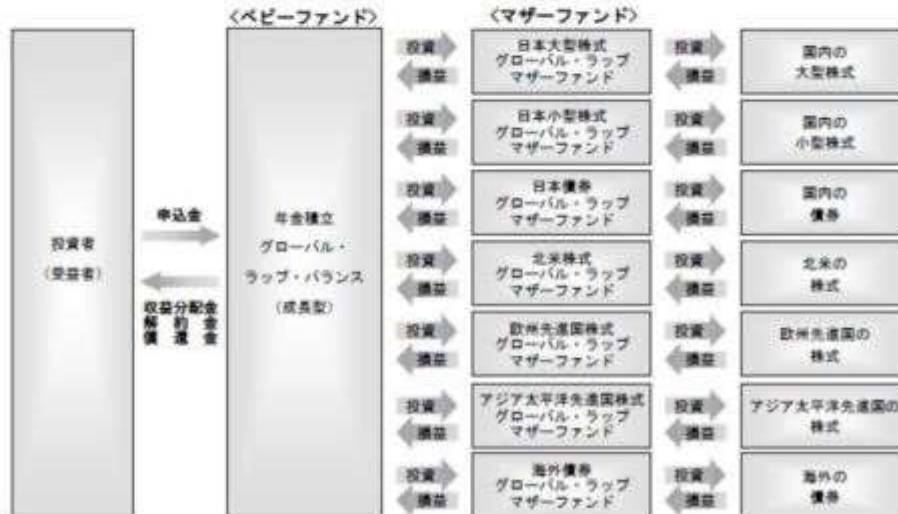 〈ベビーファンド〉
〈マザーファンド〉
投資者
（受益者）
申込金
収益分配金
解約金
償還金
年金積立
グローバル・
ラップ・バランス
（成長型）
投資
損益
日本大型株式
グローバル・ラップ
マザーファンド
投資
損益
国内の
大型株式
投資
損益
日本小型株式
グローバル・ラップ
マザーファンド
投資
損益
国内の
小型株式
投資
損益
日本債券
グローバル・ラップ
マザーファンド
投資
損益
国内の
債券
投資
損益
北米株式
グローバル・ラップ
マザーファンド
投資
損益
北米の
株式
投資
損益
欧州先進国株式
グローバル・ラップ
マザーファンド
投資
損益
欧州先進国の
株式
投資
損益
アジア太平洋先進国株式
グローバル・ラップ
マザーファンド
投資
損益
アジア太平洋先進国の
株式
投資
損益
海外債券
グローバル・ラップ
マザーファンド
投資
損益
海外の
債券